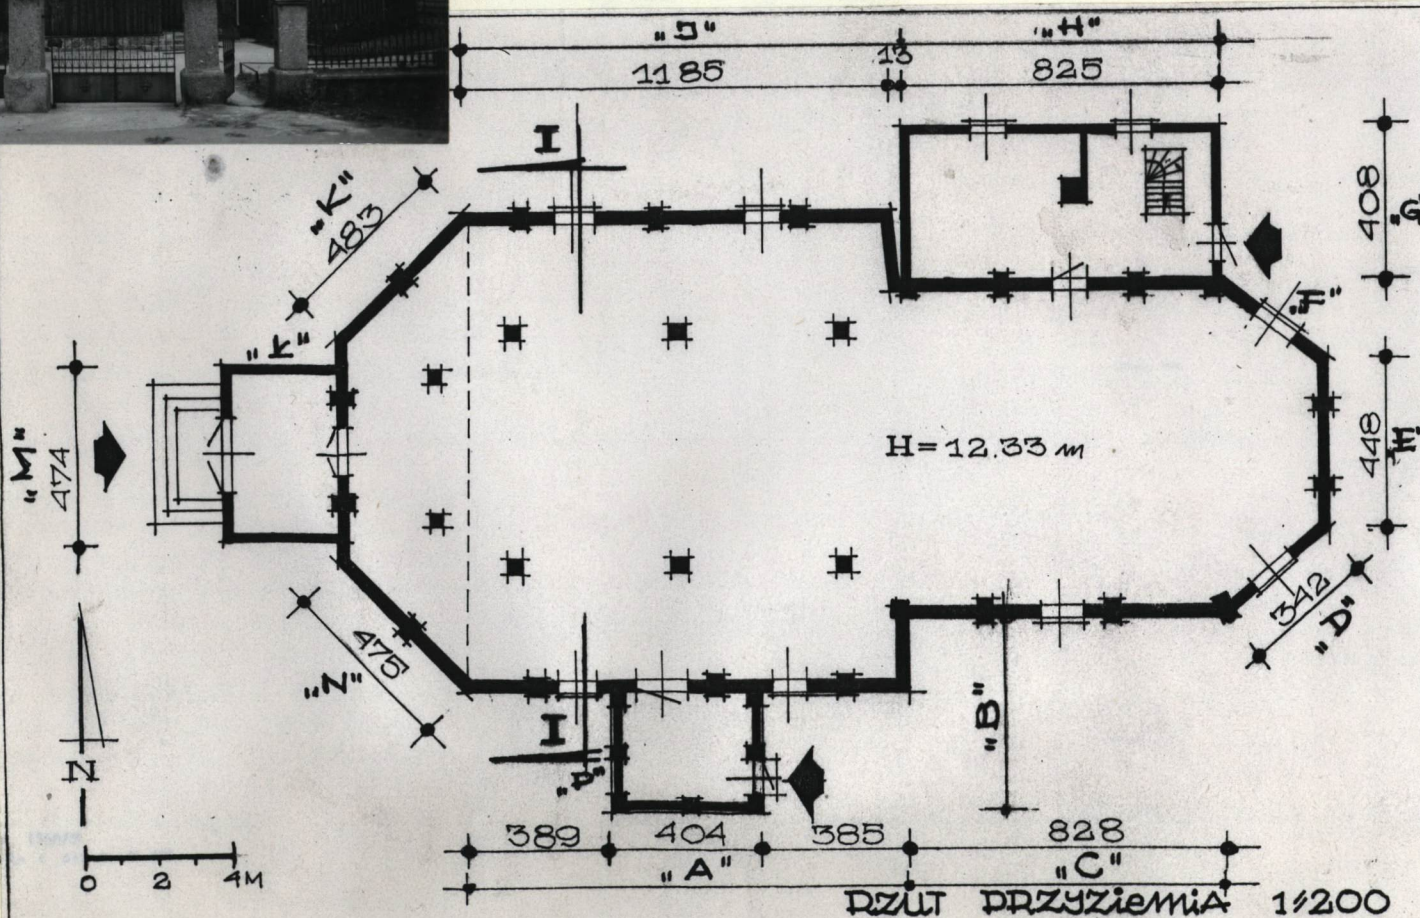 „J" „H"
1185 13 825
I
„K"
483
408
„G"
„F"
„Ł"
„M"
474
H = 12.33 m
448
„E"
342
„D"
475
„N"
I
„P"
„B"
N
389 404 385 828
„A" „C"
0 2 4M
RZUT PRZYZIEMIA 1:200